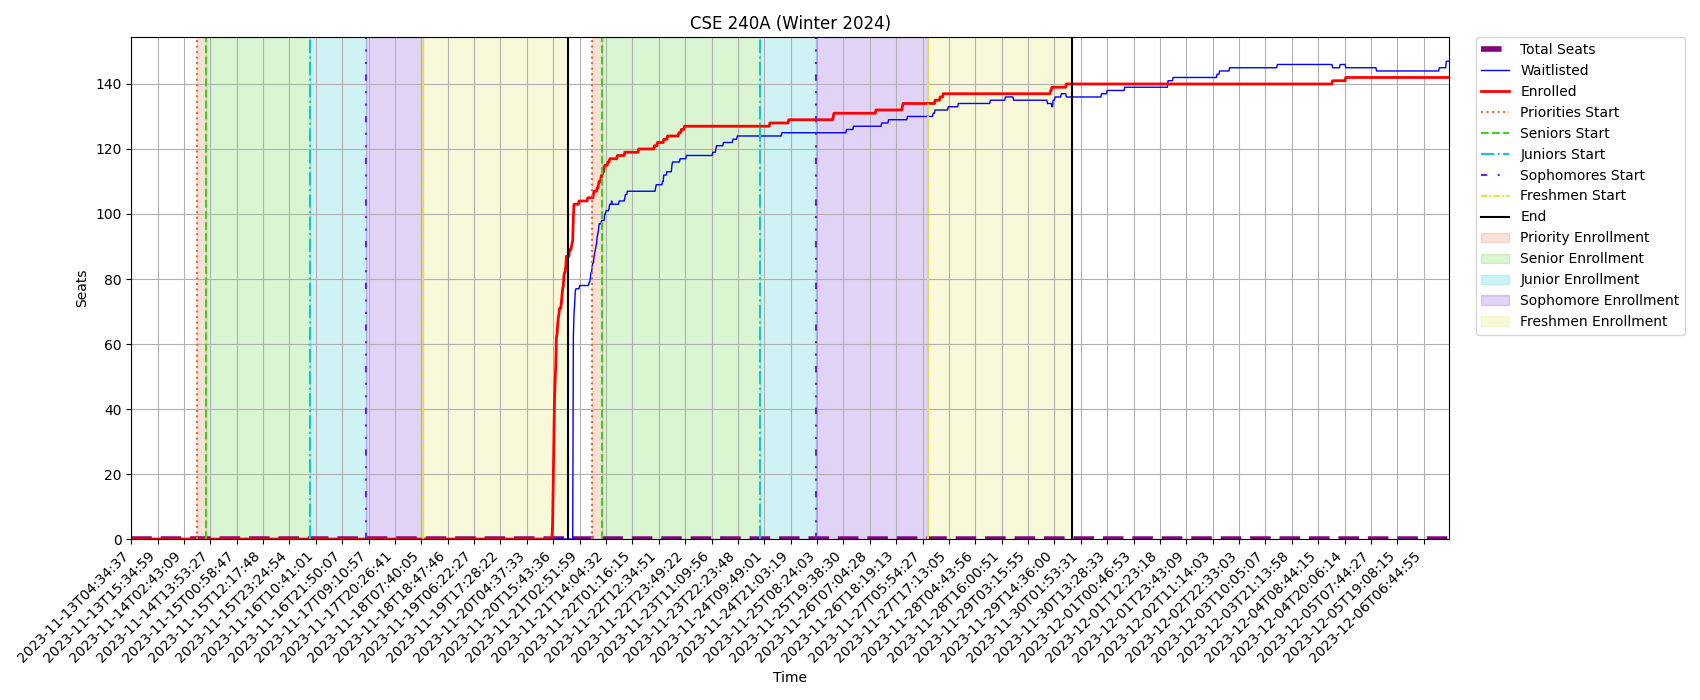 CSE 240A (Winter 2024)
Seats
140
120
100
80
60
40
20
0
2023-11-13T04:34:37
2023-11-13T15:34:59
2023-11-14T02:43:09
2023-11-14T13:53:27
2023-11-15T00:58:47
2023-11-15T12:17:48
2023-11-15T23:24:54
2023-11-16T10:41:01
2023-11-16T21:50:07
2023-11-17T09:10:57
2023-11-17T20:26:41
2023-11-18T07:40:05
2023-11-18T18:47:46
2023-11-19T06:22:27
2023-11-19T17:28:22
2023-11-20T04:37:33
2023-11-20T15:43:36
2023-11-21T02:51:59
2023-11-21T14:04:32
2023-11-22T01:16:15
2023-11-22T12:34:51
2023-11-22T23:49:22
2023-11-23T11:09:56
2023-11-23T22:23:48
2023-11-24T09:49:01
2023-11-24T21:03:19
2023-11-25T08:24:03
2023-11-25T19:38:30
2023-11-26T07:04:28
2023-11-26T18:19:13
2023-11-27T05:54:27
2023-11-27T17:13:05
2023-11-28T04:43:56
2023-11-28T16:00:51
2023-11-29T03:15:55
2023-11-29T14:36:00
2023-11-30T01:53:31
2023-11-30T13:28:33
2023-12-01T00:46:53
2023-12-01T12:23:18
2023-12-01T23:43:09
2023-12-02T11:14:03
2023-12-02T22:33:03
2023-12-03T10:05:07
2023-12-03T21:13:58
2023-12-04T08:44:15
2023-12-04T20:06:14
2023-12-05T07:44:27
2023-12-05T19:08:15
2023-12-06T06:44:55
Time
Total Seats
Waitlisted
Enrolled
Priorities Start
Seniors Start
Juniors Start
Sophomores Start
Freshmen Start
End
Priority Enrollment
Senior Enrollment
Junior Enrollment
Sophomore Enrollment
Freshmen Enrollment